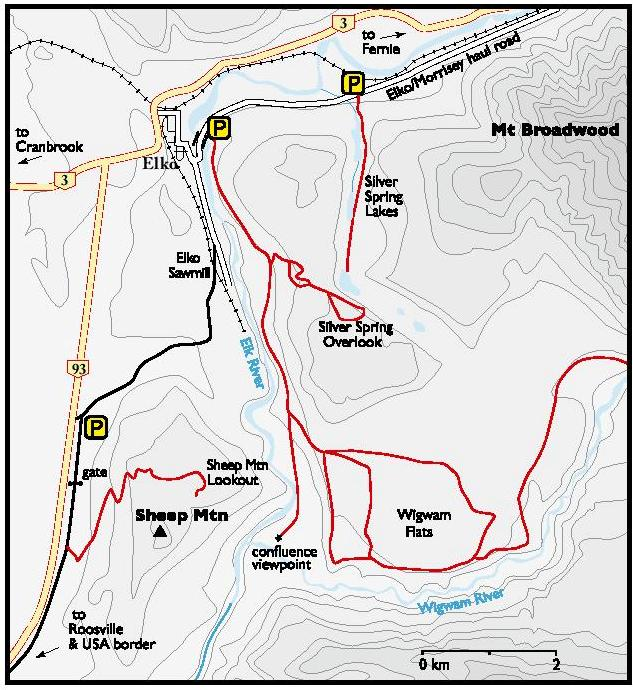 3
to
Fernie
P
Elko/Morrisey haul road
P
Mt Broadwood
to
Cranbrook
Elko
3
Silver
Spring
Lakes
Elko
Sawmill
Silver Spring
Overlook
Elk River
93
P
gate
Sheep Mtn
Lookout
Sheep Mtn
Wigwam
Flats
confluence
viewpoint
Wigwam River
to
Roosville
& USA border
0 km
2